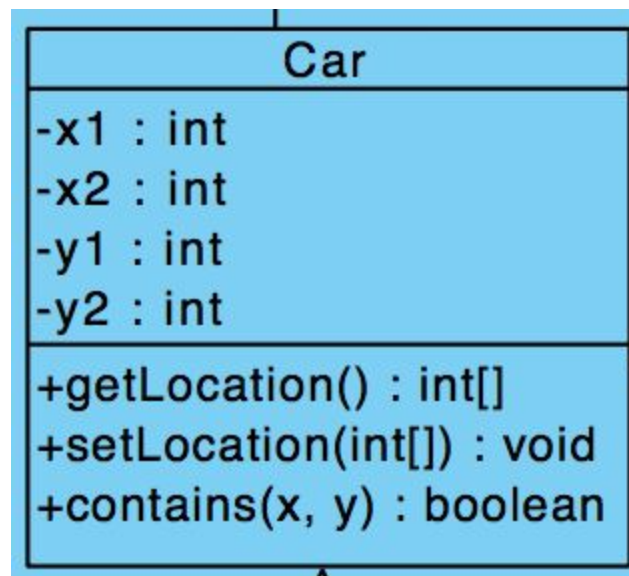 Car
-x1 : int
-x2 : int
-y1 : int
-y2 : int
+getLocation() : int[]
+setLocation(int[]) : void
+contains(x, y) : boolean